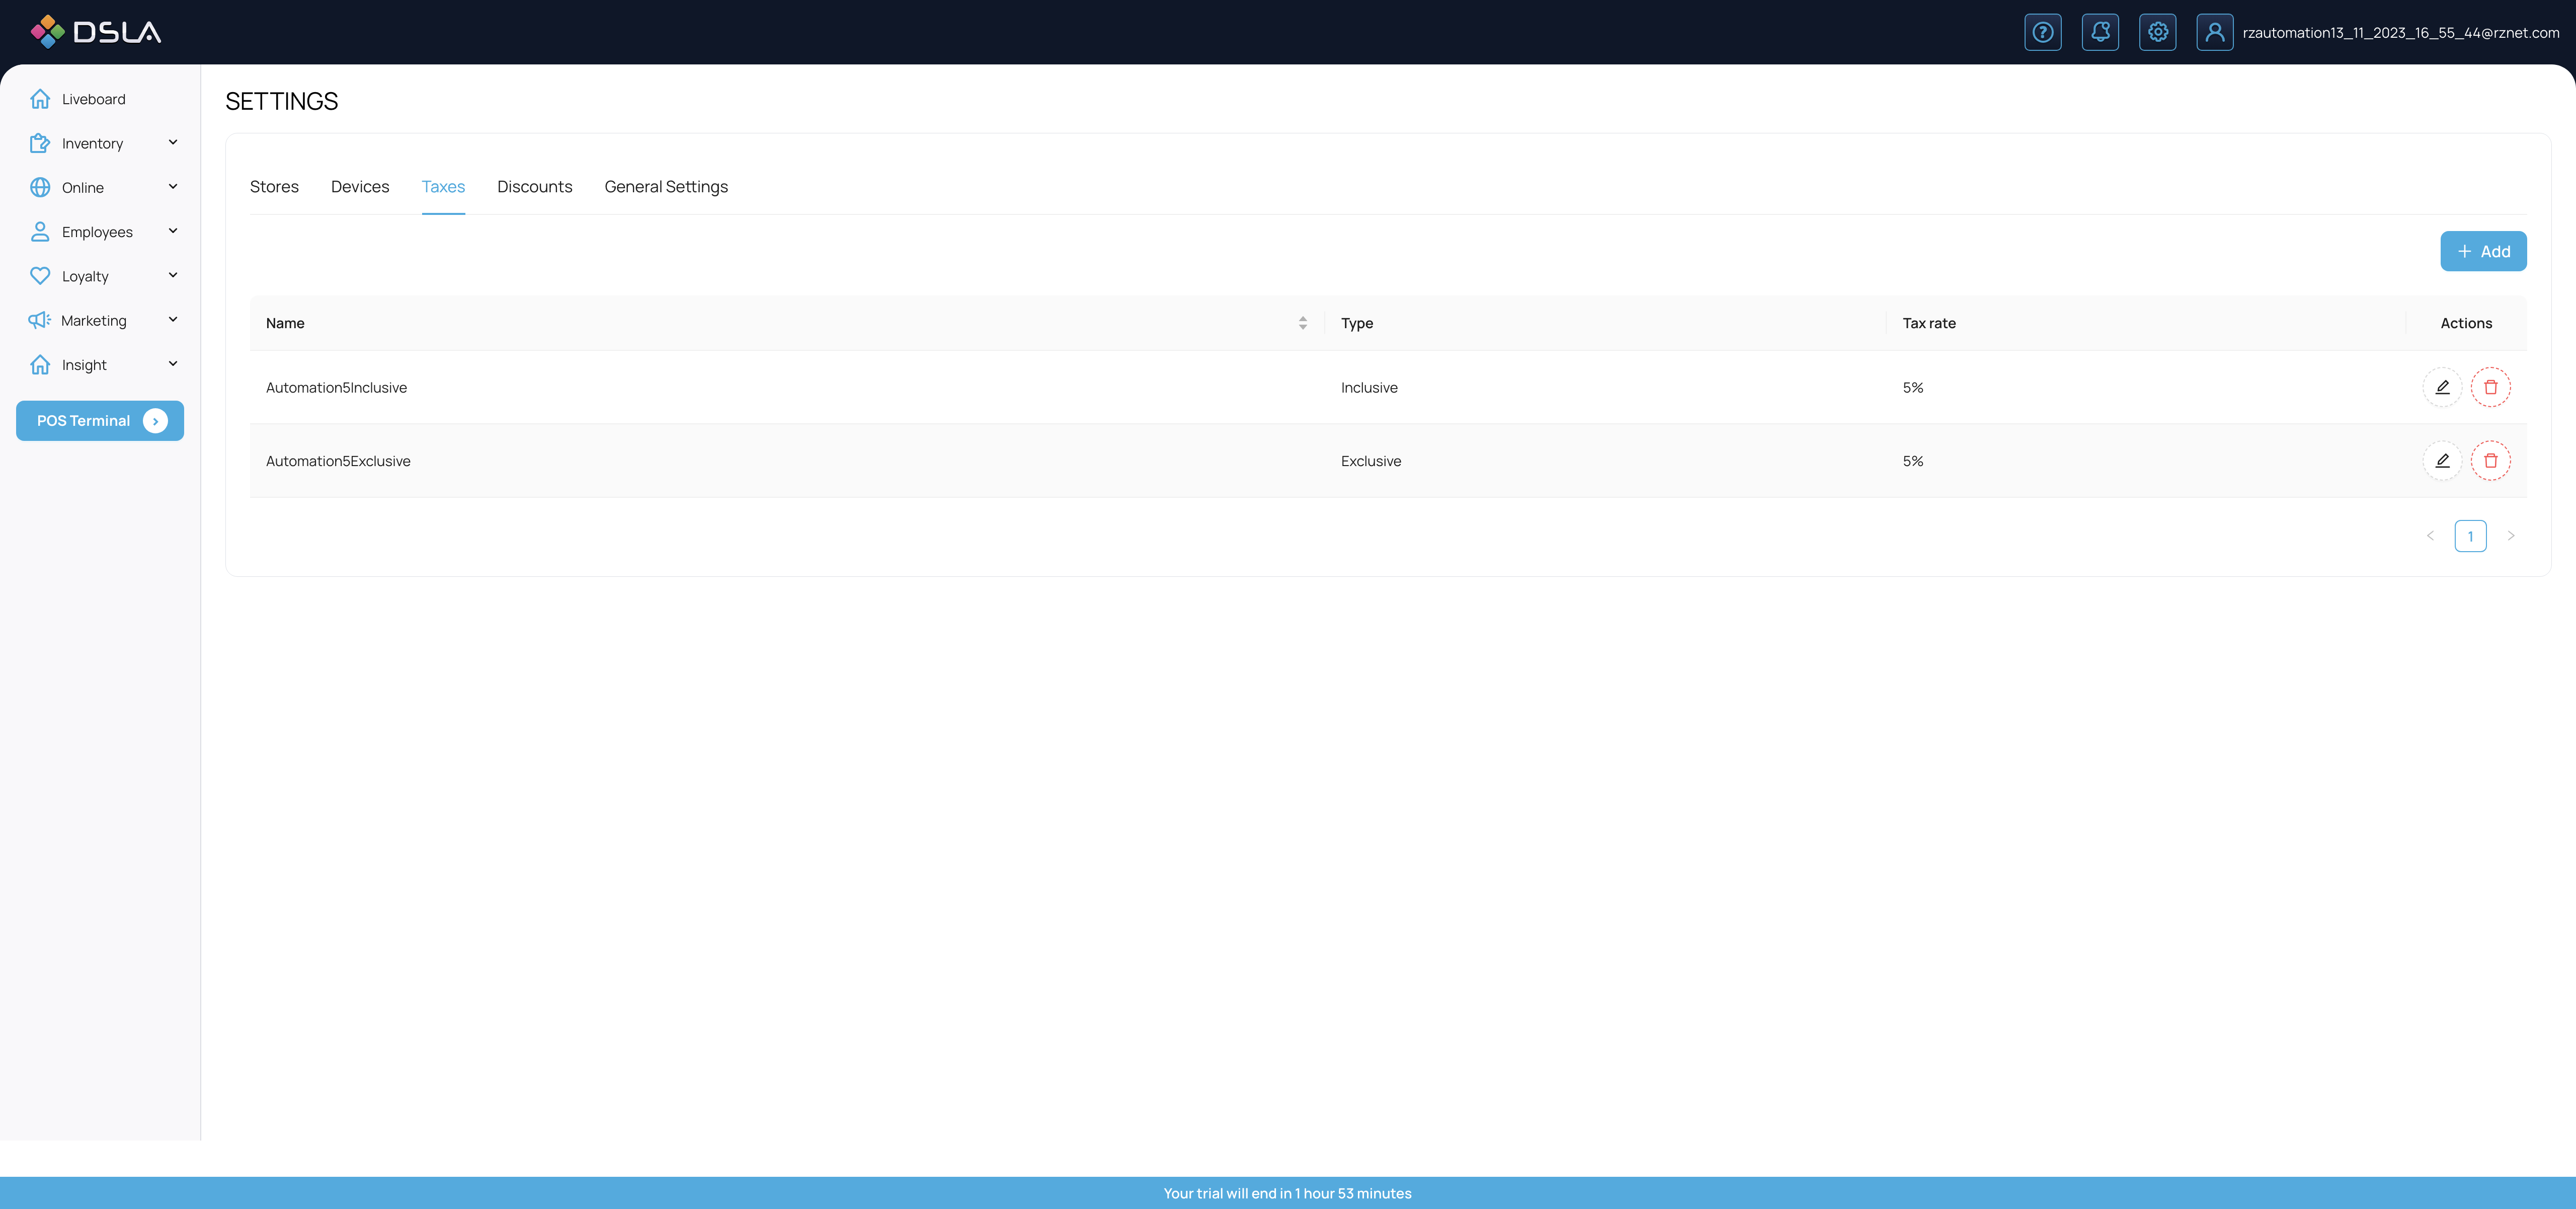 DSLA
rzautomation13_11_2023_16_55_44@rznet.com
Liveboard
Inventory
Online
Employees
Loyalty
Marketing
Insight
POS Terminal
SETTINGS
Stores Devices Taxes Discounts General Settings
+ Add
Name Type Tax rate Actions
Automation5Inclusive Inclusive 5%
Automation5Exclusive Exclusive 5%
1
Your trial will end in 1 hour 53 minutes